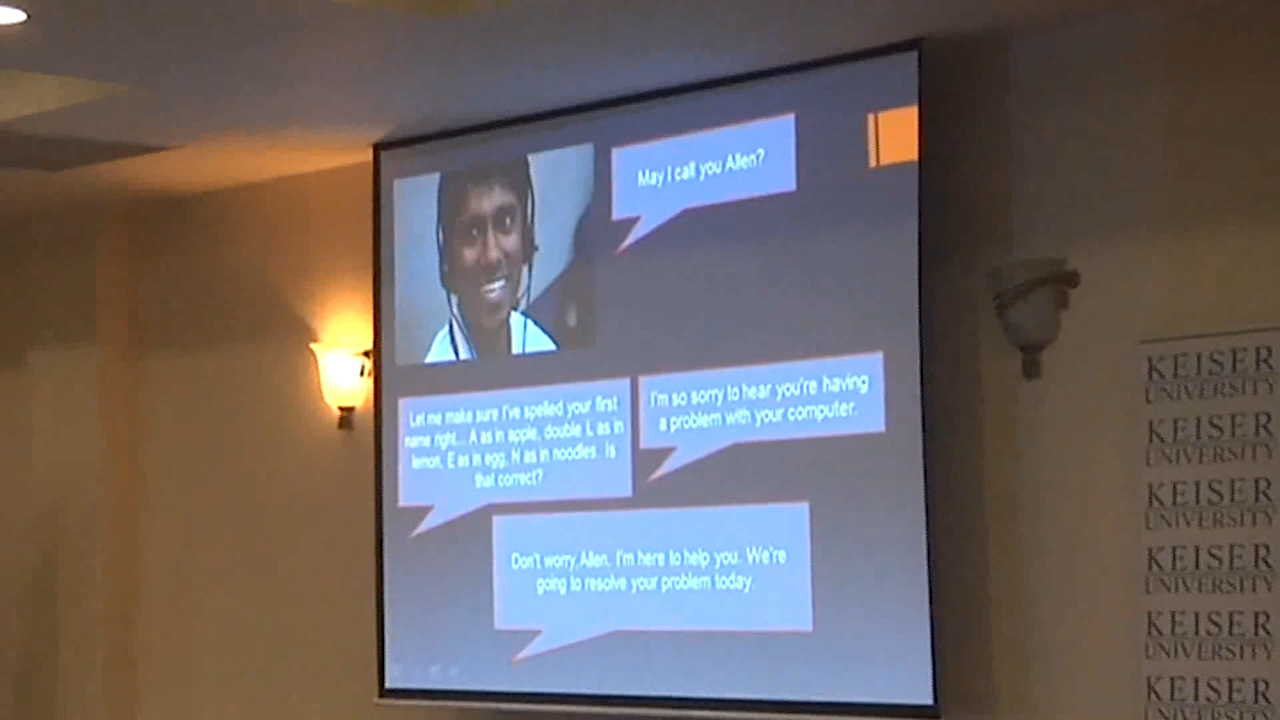 May I call you Allen?
Let me make sure I've spelled your first
name right... A as in apple, double L as in
lemon, E as in egg, N as in noodles. Is
that correct?
I'm so sorry to hear you're having
a problem with your computer.
Don't worry, Allen. I'm here to help you. We're
going to resolve your problem today.
KEISER
UNIVERSITY
KEISER
UNIVERSITY
KEISER
UNIVERSITY
KEISER
UNIVERSITY
KEISER
UNIVERSITY
KEISER
UNIVERSITY